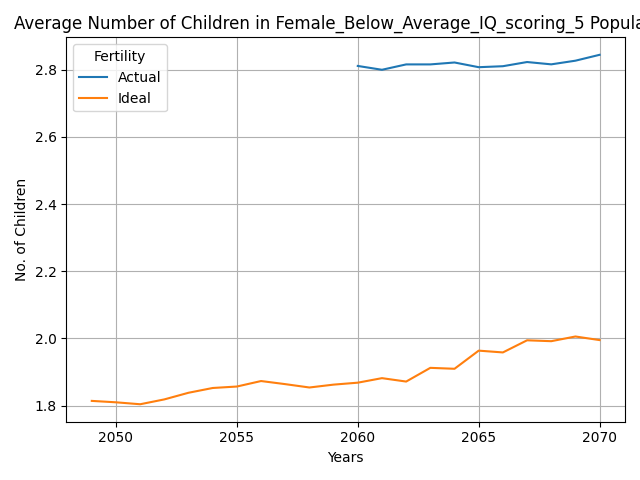 Average Number of Children in Female_Below_Average_IQ_scoring_5 Popula
Fertility
Actual
Ideal
2.8
2.6
2.4
2.2
2.0
1.8
No. of Children
2050 2055 2060 2065 2070
Years